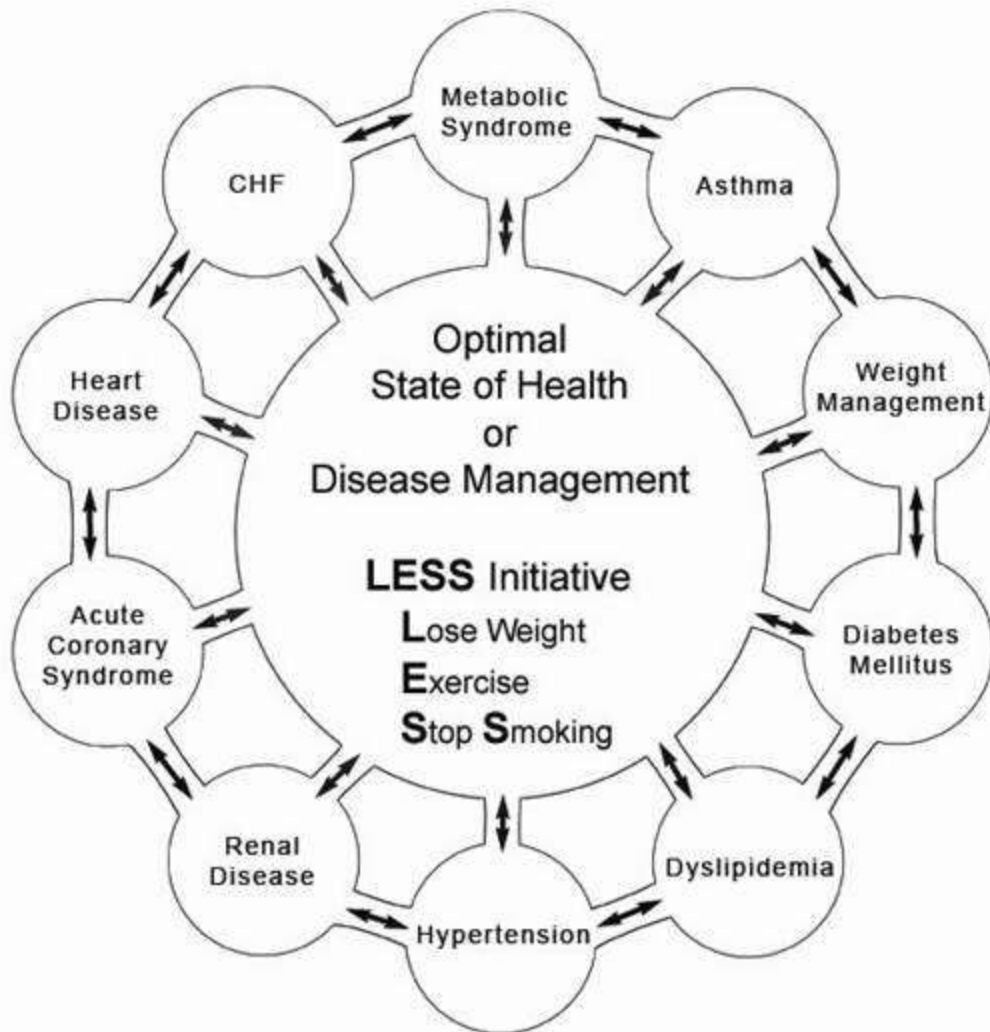 Metabolic
Syndrome
CHF
Asthma
Heart
Disease
Weight
Management
Optimal
State of Health
or
Disease Management
LESS Initiative
Lose Weight
Exercise
Stop Smoking
Acute
Coronary
Syndrome
Diabetes
Mellitus
Renal
Disease
Dyslipidemia
Hypertension